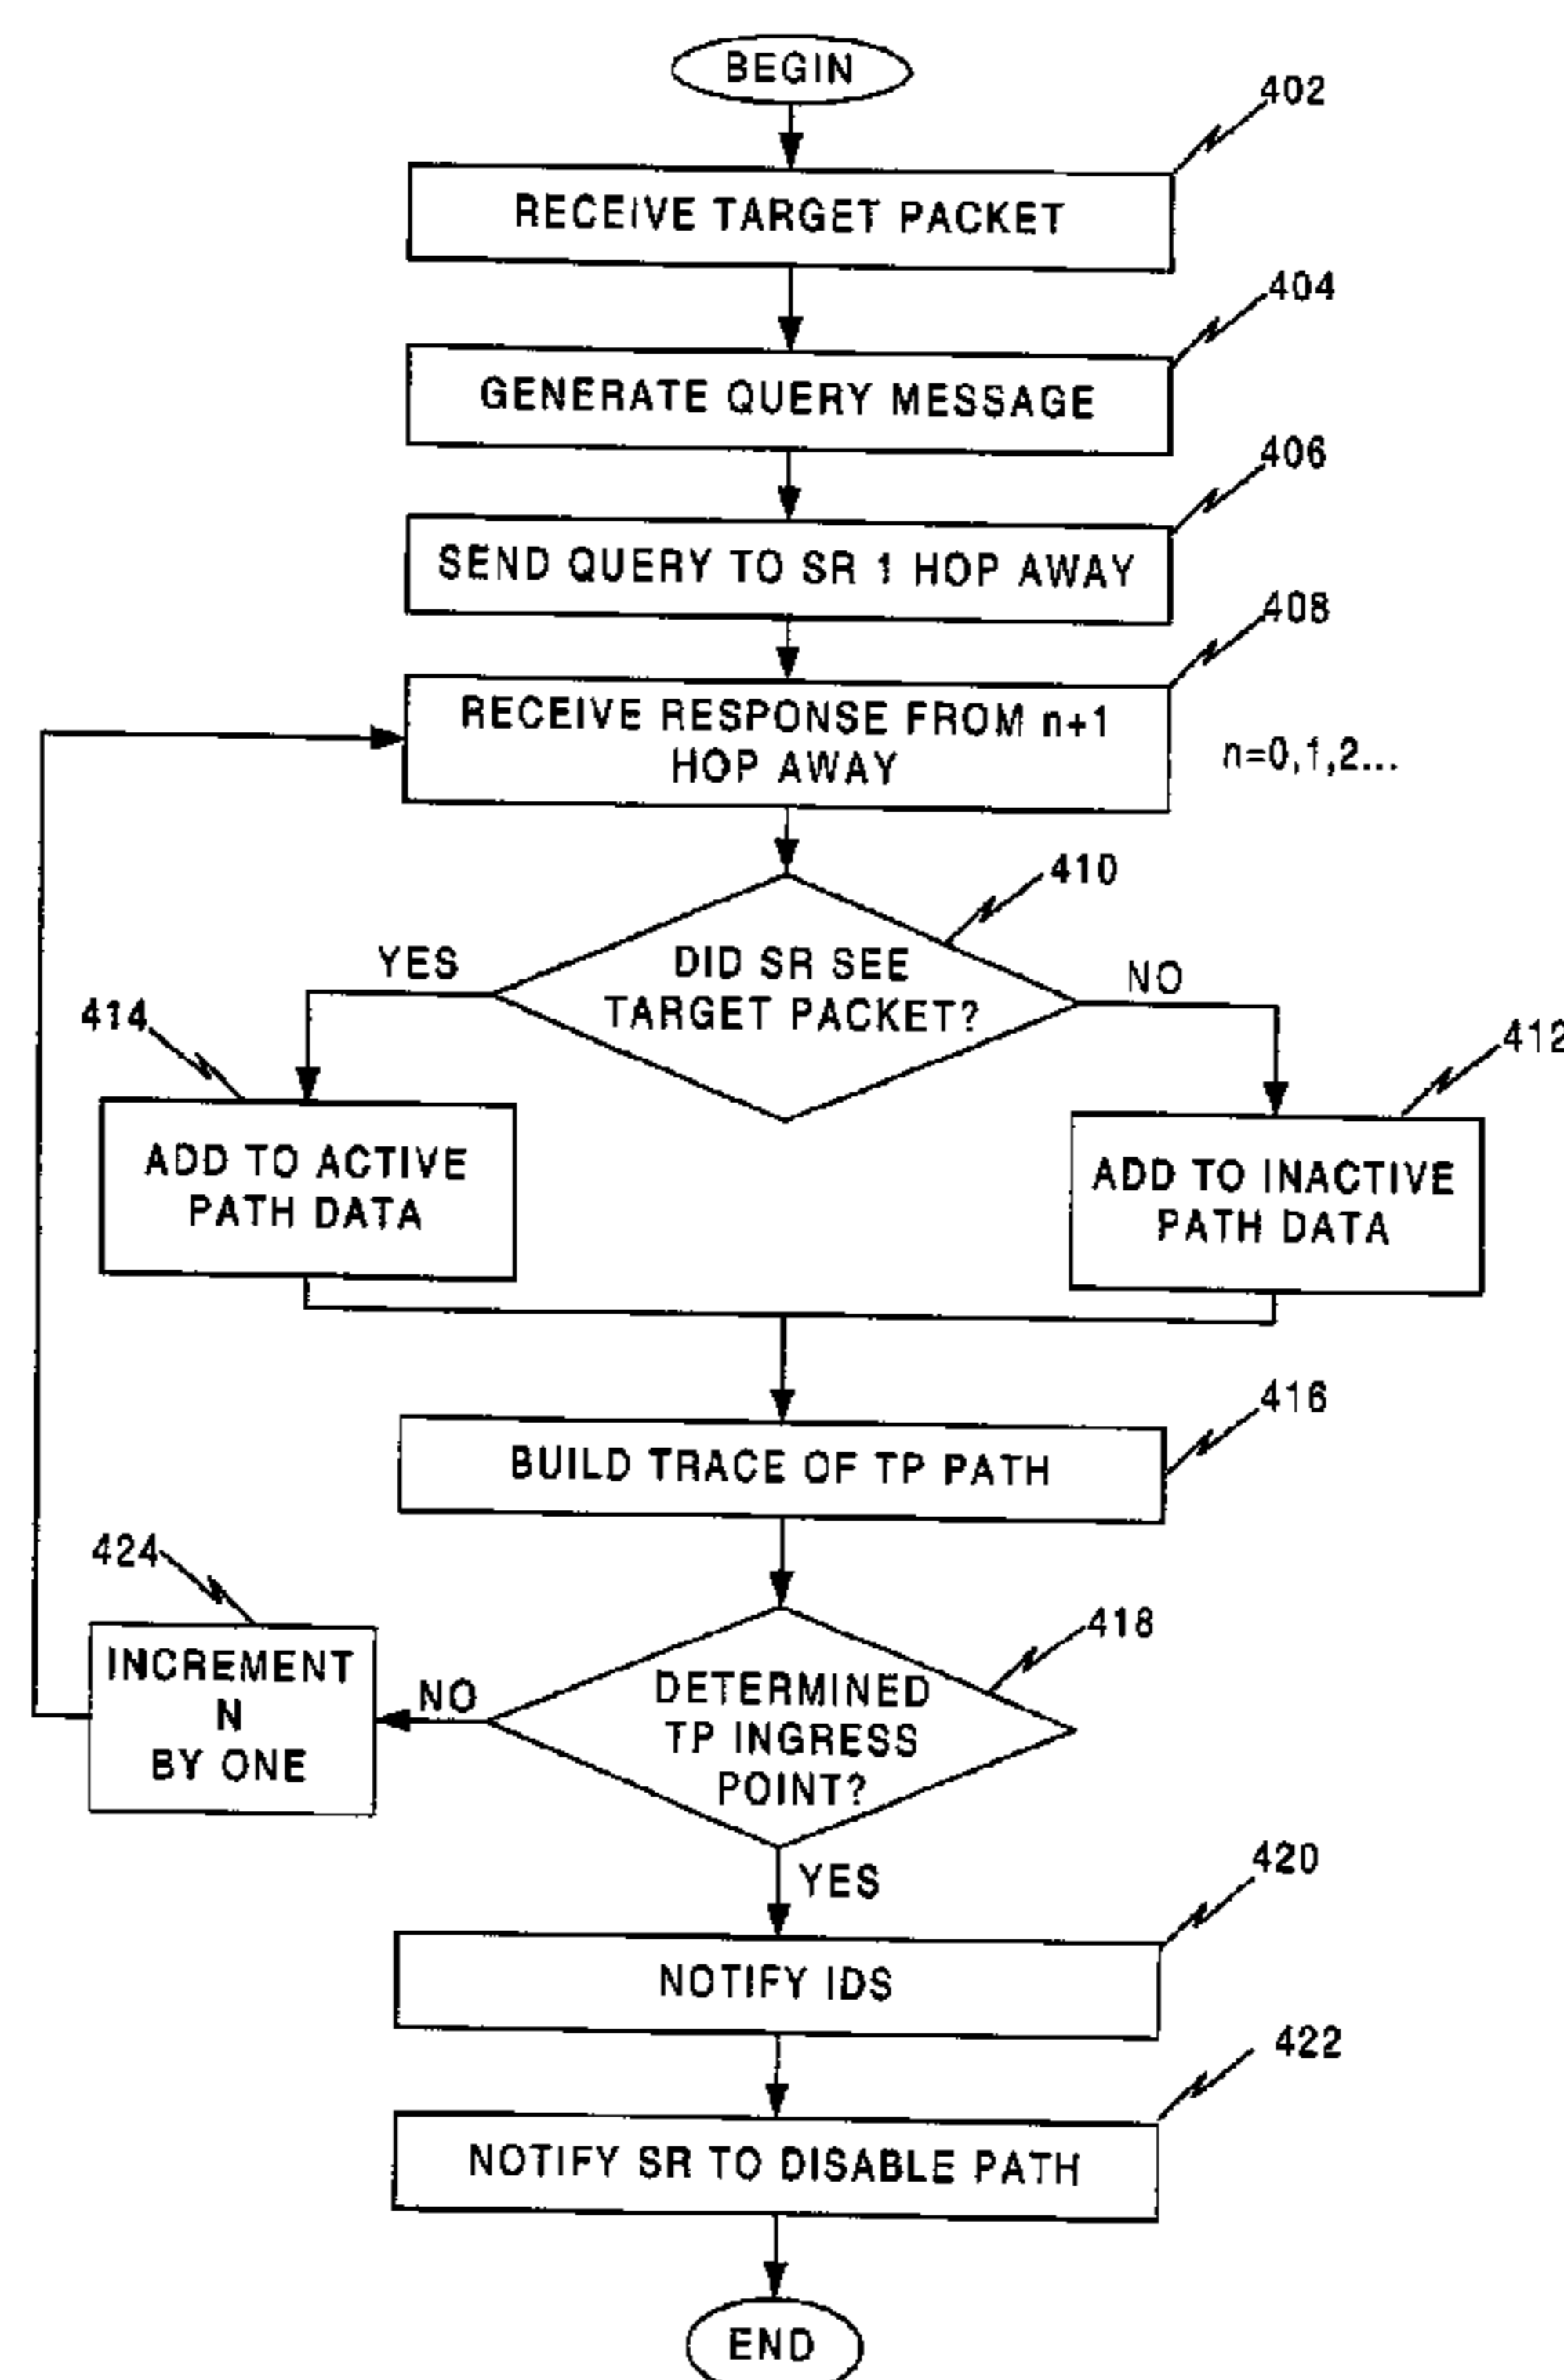 BEGIN
402
RECEIVE TARGET PACKET
404
GENERATE QUERY MESSAGE
406
SEND QUERY TO SR 1 HOP AWAY
408
RECEIVE RESPONSE FROM n+1
HOP AWAY
n=0,1,2...
410
DID SR SEE
TARGET PACKET?
YES
NO
414
412
ADD TO ACTIVE
PATH DATA
ADD TO INACTIVE
PATH DATA
416
BUILD TRACE OF TP PATH
424
418
INCREMENT
N
BY ONE
NO
DETERMINED
TP INGRESS
POINT?
YES
420
NOTIFY IDS
422
NOTIFY SR TO DISABLE PATH
END